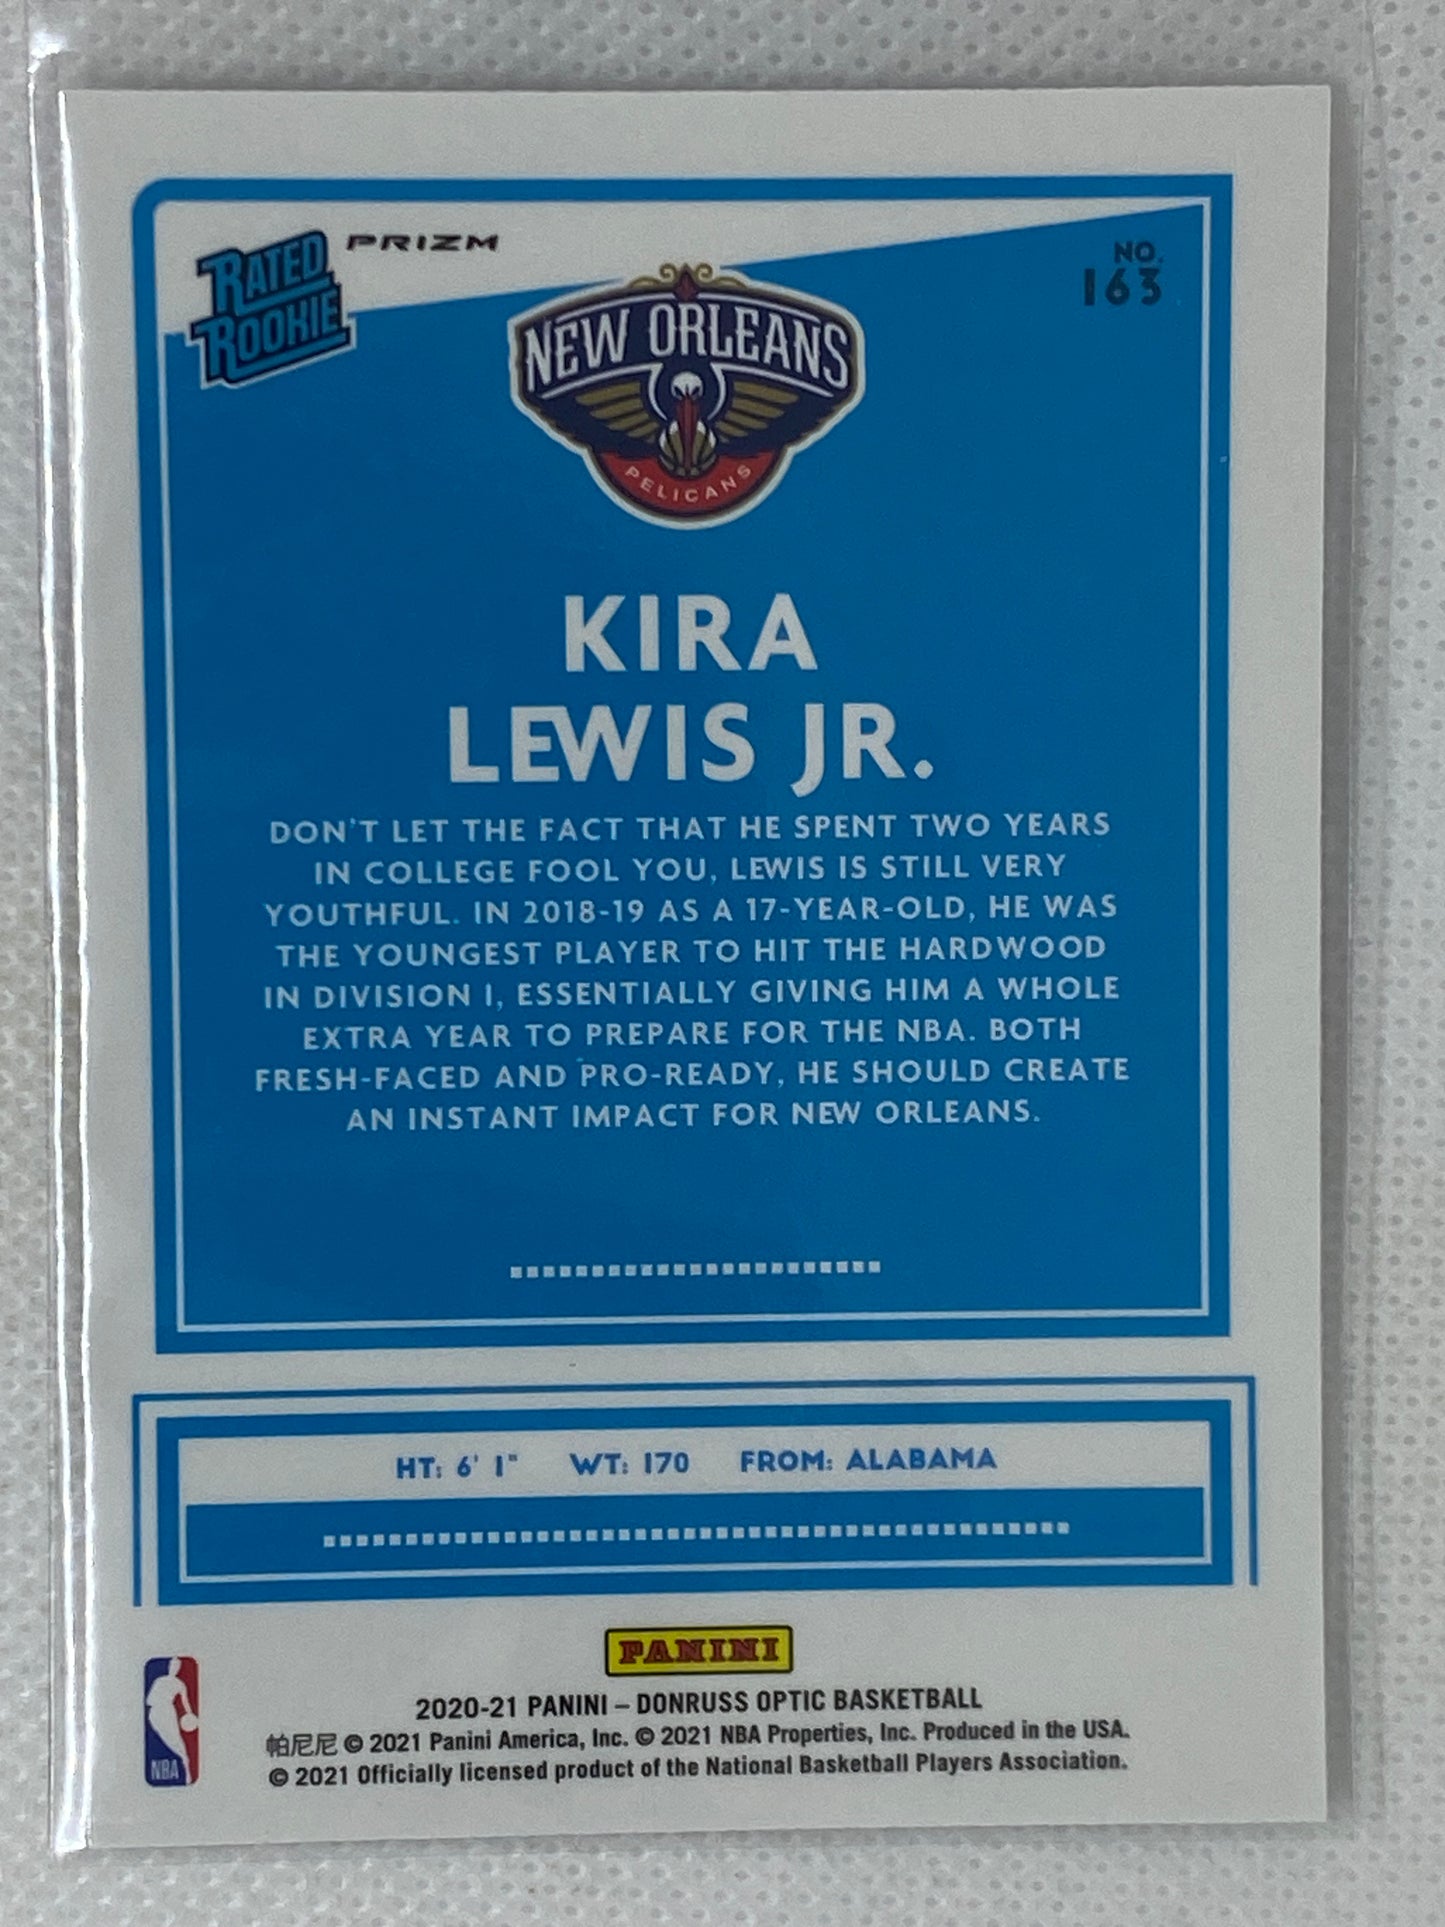 RATED
ROOKIE
PRIZM
NO.
163
NEW ORLEANS
PELICANS
KIRA
LEWIS JR.
DON'T LET THE FACT THAT HE SPENT TWO YEARS
IN COLLEGE FOOL YOU, LEWIS IS STILL VERY
YOUTHFUL. IN 2018-19 AS A 17-YEAR-OLD, HE WAS
THE YOUNGEST PLAYER TO HIT THE HARDWOOD
IN DIVISION I, ESSENTIALLY GIVING HIM A WHOLE
EXTRA YEAR TO PREPARE FOR THE NBA. BOTH
FRESH-FACED AND PRO-READY, HE SHOULD CREATE
AN INSTANT IMPACT FOR NEW ORLEANS.
HT: 6' 1" WT: 170 FROM: ALABAMA
PANINI
2020-21 PANINI – DONRUSS OPTIC BASKETBALL
帕尼尼 © 2021 Panini America, Inc. © 2021 NBA Properties, Inc. Produced in the USA.
© 2021 Officially licensed product of the National Basketball Players Association.
NBA